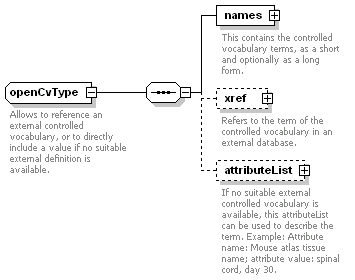 names
This contains the controlled
vocabulary terms, as a short
and optionally as a long
form.
openCvType
Allows to reference an
external controlled
vocabulary, or to directly
include a value if no suitable
external definition is
available.
xref
Refers to the term of the
controlled vocabulary in an
external database.
attributeList
If no suitable external
controlled vocabulary is
available, this attributeList
can be used to describe the
term. Example: Attribute
name: Mouse atlas tissue
name; attribute value: spinal
cord, day 30.